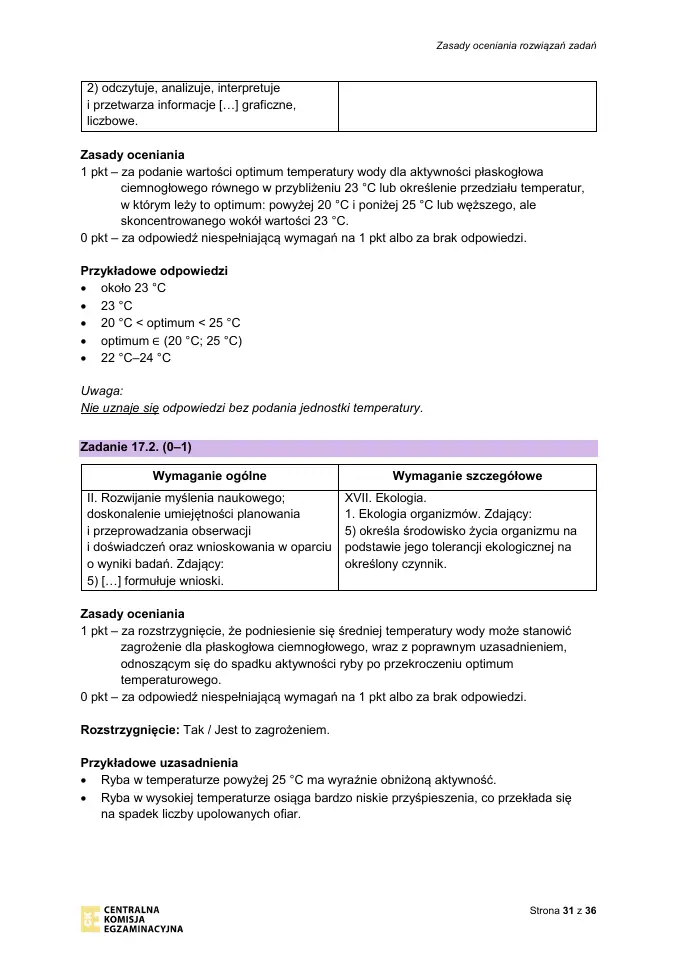 Zasady oceniania rozwiązań zadań
2) odczytuje, analizuje, interpretuje
i przetwarza informacje […] graficzne,
liczbowe.
Zasady oceniania
1 pkt – za podanie wartości optimum temperatury wody dla aktywności płaskogłowa
ciemnogłowego równego w przybliżeniu 23 °C lub określenie przedziału temperatur,
w którym leży to optimum: powyżej 20 °C i poniżej 25 °C lub węższego, ale
skoncentrowanego wokół wartości 23 °C.
0 pkt – za odpowiedź niespełniającą wymagań na 1 pkt albo za brak odpowiedzi.
Przykładowe odpowiedzi
• około 23 °C
• 23 °C
• 20 °C < optimum < 25 °C
• optimum ∈ (20 °C; 25 °C)
• 22 °C–24 °C
Uwaga:
Nie uznaje się odpowiedzi bez podania jednostki temperatury.
Zadanie 17.2. (0–1)
Wymaganie ogólne
II. Rozwijanie myślenia naukowego;
doskonalenie umiejętności planowania
i przeprowadzania obserwacji
i doświadczeń oraz wnioskowania w oparciu
o wyniki badań. Zdający:
5) […] formułuje wnioski.
Wymaganie szczegółowe
XVII. Ekologia.
1. Ekologia organizmów. Zdający:
5) określa środowisko życia organizmu na
podstawie jego tolerancji ekologicznej na
określony czynnik.
Zasady oceniania
1 pkt – za rozstrzygnięcie, że podniesienie się średniej temperatury wody może stanowić
zagrożenie dla płaskogłowa ciemnogłowego, wraz z poprawnym uzasadnieniem,
odnoszącym się do spadku aktywności ryby po przekroczeniu optimum
temperaturowego.
0 pkt – za odpowiedź niespełniającą wymagań na 1 pkt albo za brak odpowiedzi.
Rozstrzygnięcie: Tak / Jest to zagrożeniem.
Przykładowe uzasadnienia
• Ryba w temperaturze powyżej 25 °C ma wyraźnie obniżoną aktywność.
• Ryba w wysokiej temperaturze osiąga bardzo niskie przyśpieszenia, co przekłada się
na spadek liczby upolowanych ofiar.
CKE
CENTRALNA
KOMISJA
EGZAMINACYJNA
Strona 31 z 36